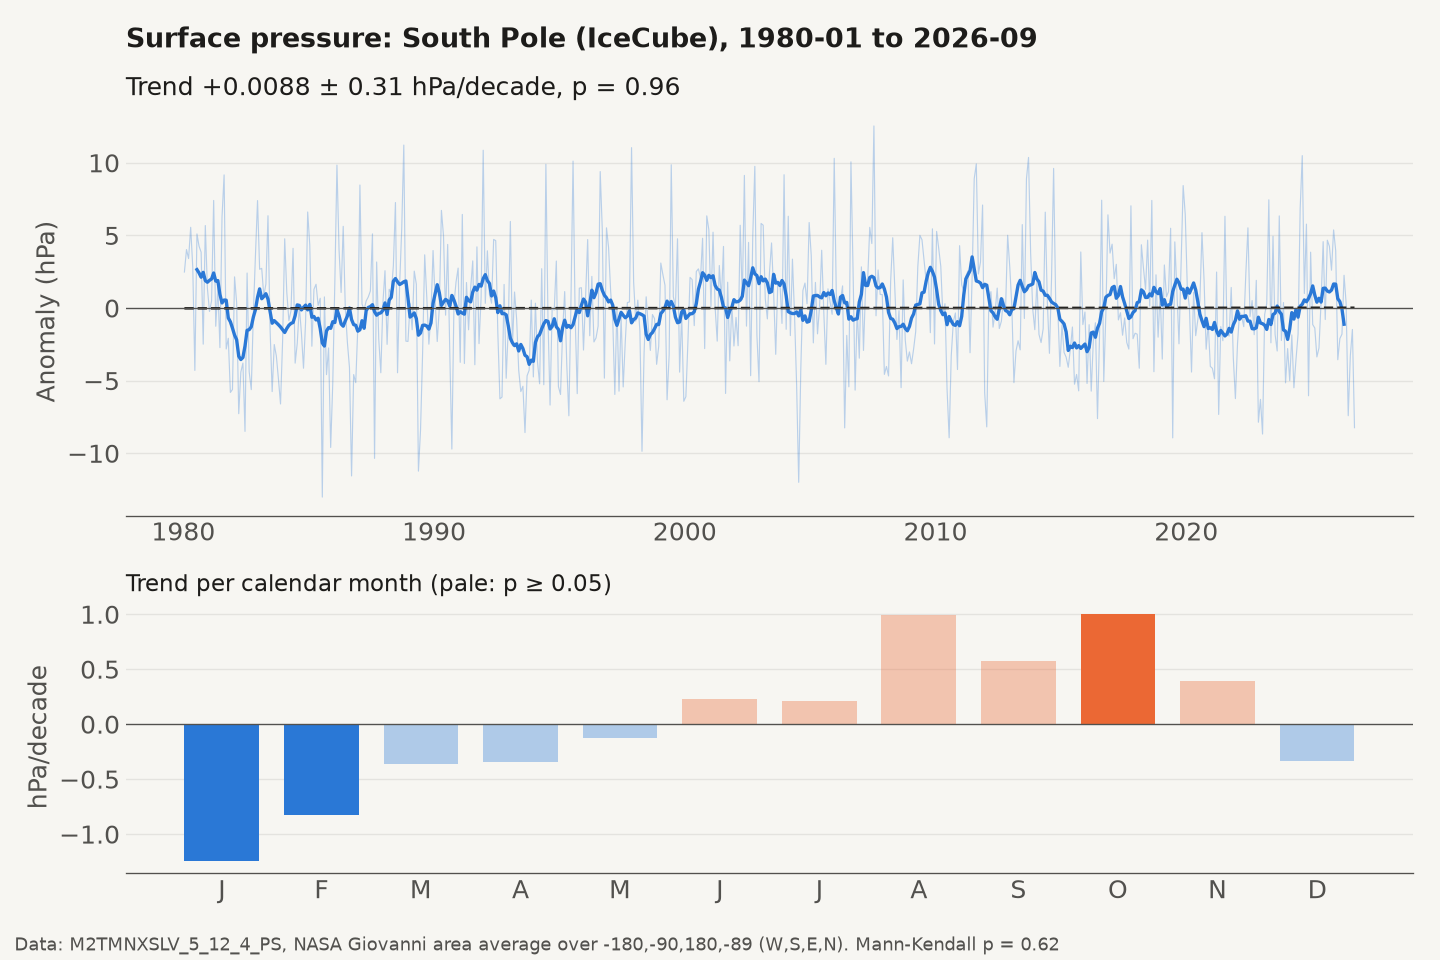 Surface pressure: South Pole (IceCube), 1980-01 to 2026-09
Trend +0.0088 ± 0.31 hPa/decade, p = 0.96
Anomaly (hPa)
10
5
0
−5
−10
1980 1990 2000 2010 2020
Trend per calendar month (pale: p ≥ 0.05)
hPa/decade
1.0
0.5
0.0
−0.5
−1.0
J F M A M J J A S O N D
Data: M2TMNXSLV_5_12_4_PS, NASA Giovanni area average over -180,-90,180,-89 (W,S,E,N). Mann-Kendall p = 0.62